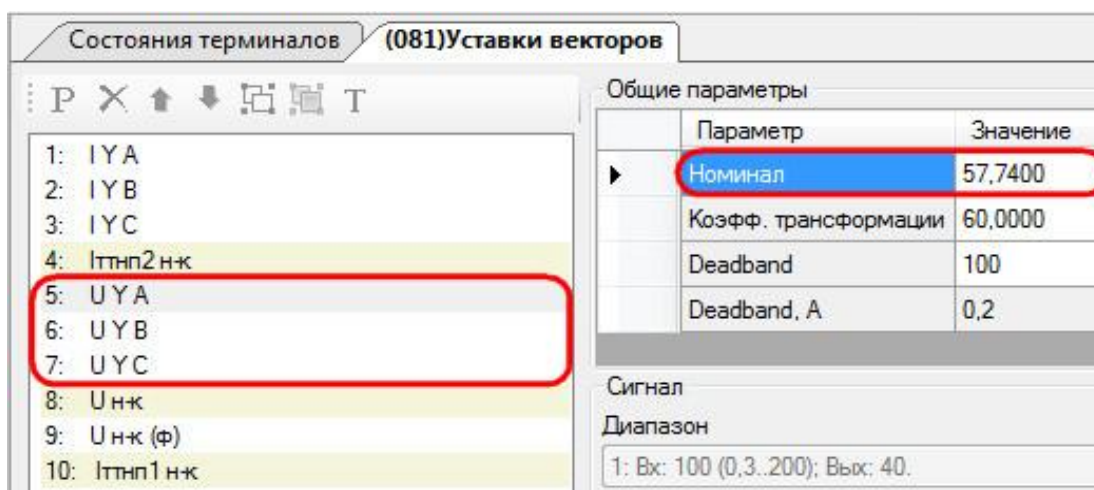 Состояния терминалов
(081)Уставки векторов
P
T
1: I Y A
2: I Y B
3: I Y C
4: Iттнп2 н-к
5: U Y A
6: U Y B
7: U Y C
8: U н-к
9: U н-к (ф)
10: Iттнп1 н-к
Общие параметры
Параметр Значение
Номинал 57,7400
Коэфф. трансформации 60,0000
Deadband 100
Deadband, A 0,2
Сигнал
Диапазон
1: Вх: 100 (0,3..200); Вых: 40.